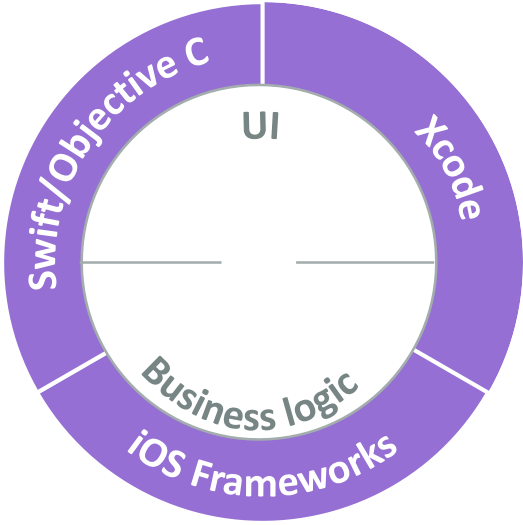 Swift/Objective C
Xcode
UI
Business logic
iOS Frameworks